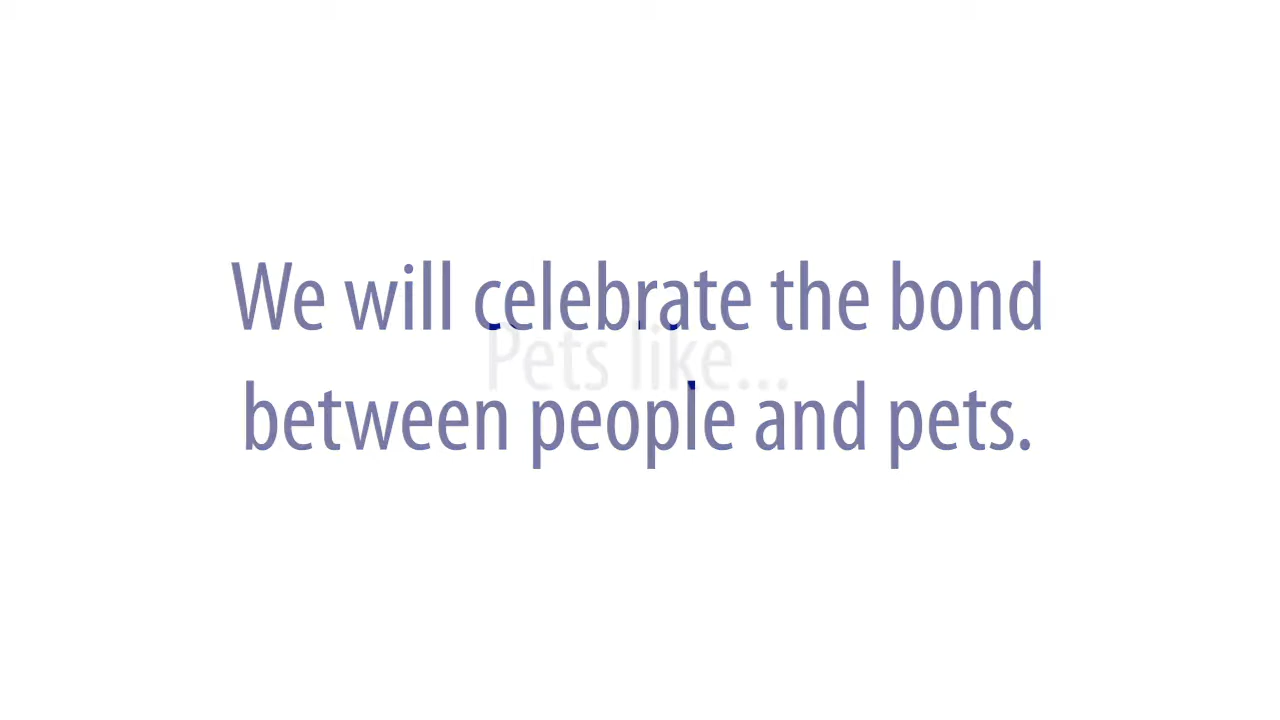 We will celebrate the bond
Pets like...
between people and pets.